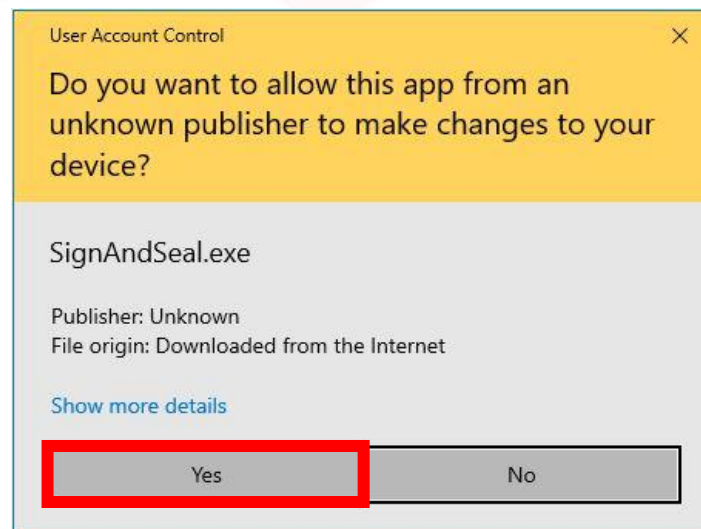 User Account Control
Do you want to allow this app from an
unknown publisher to make changes to your
device?
SignAndSeal.exe
Publisher: Unknown
File origin: Downloaded from the Internet
Show more details
Yes
No